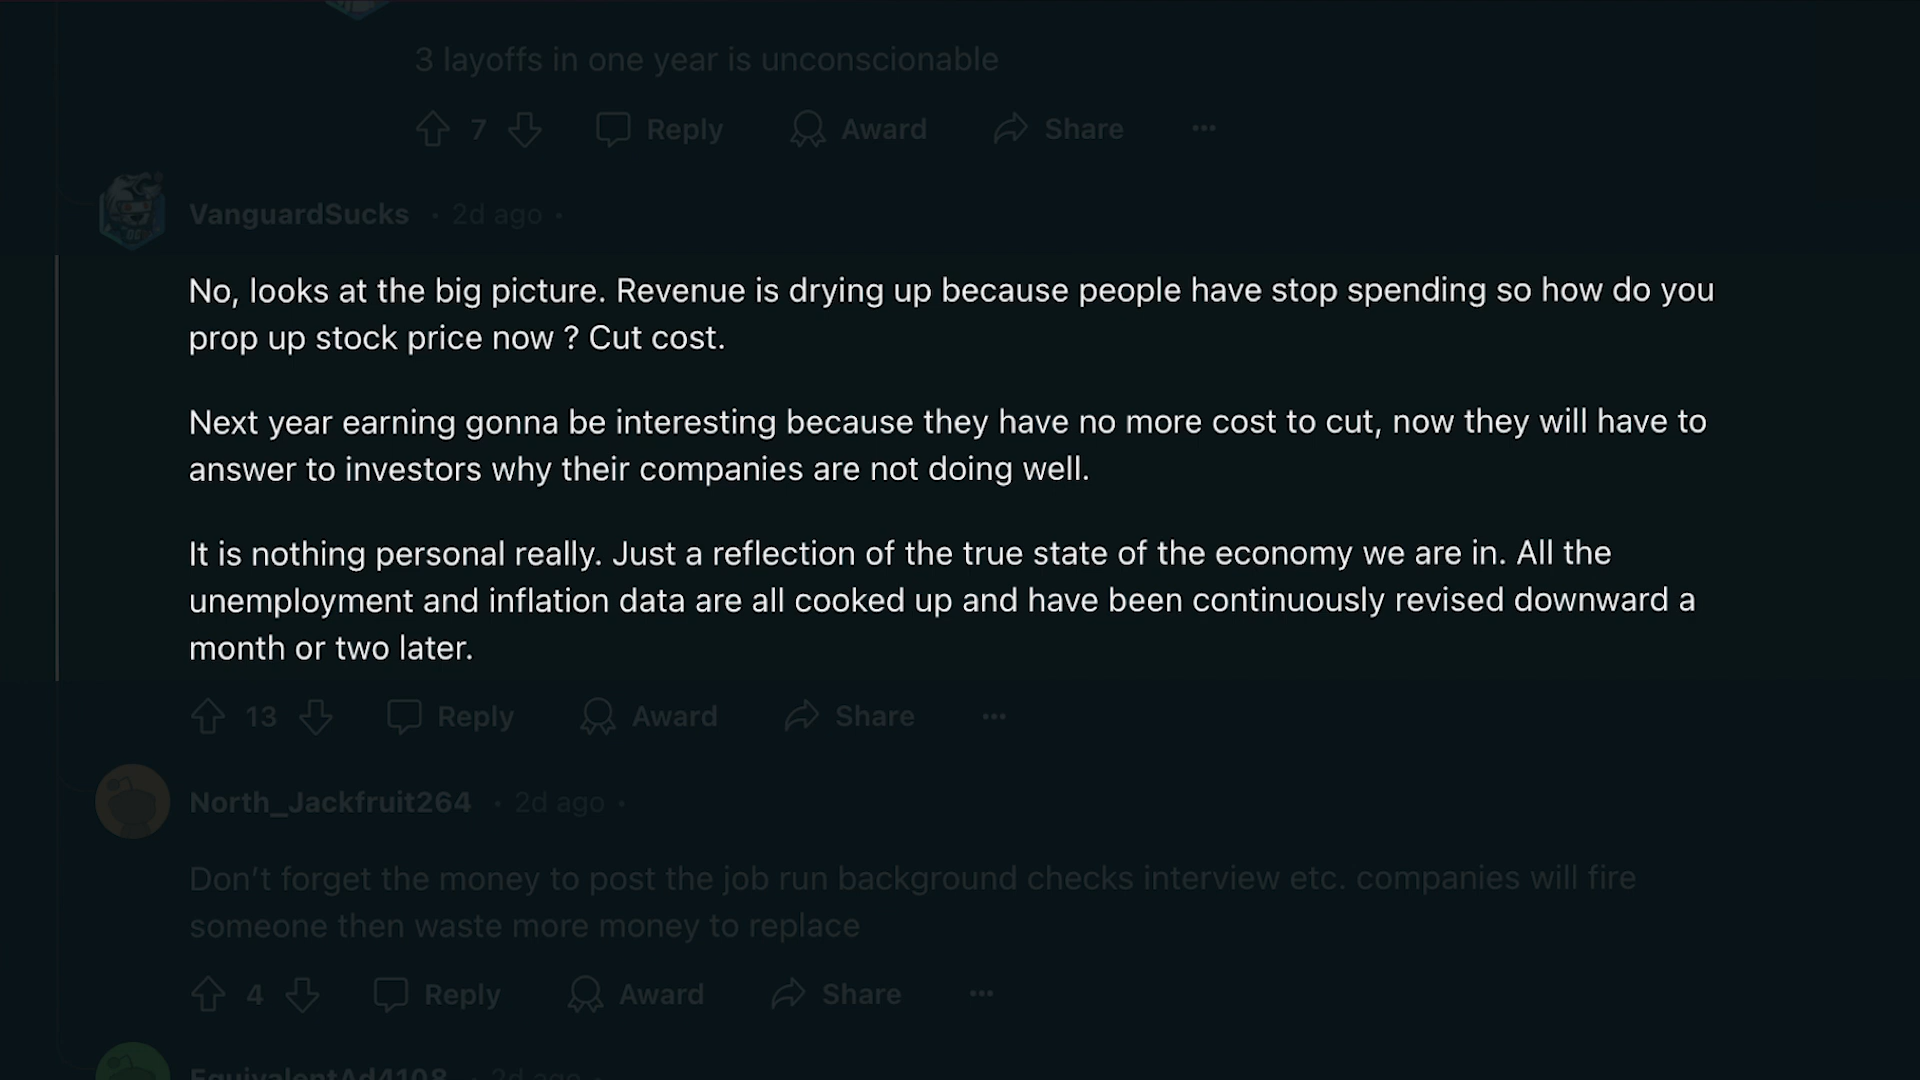 3 layoffs in one year is unconscionable
7 Reply Award Share
VanguardSucks • 2d ago •
No, looks at the big picture. Revenue is drying up because people have stop spending so how do you
prop up stock price now ? Cut cost.
Next year earning gonna be interesting because they have no more cost to cut, now they will have to
answer to investors why their companies are not doing well.
It is nothing personal really. Just a reflection of the true state of the economy we are in. All the
unemployment and inflation data are all cooked up and have been continuously revised downward a
month or two later.
13 Reply Award Share
North_Jackfruit264 • 2d ago •
Don't forget the money to post the job run background checks interview etc. companies will fire
someone then waste more money to replace
4 Reply Award Share
EquivalentAd4108 2d ago